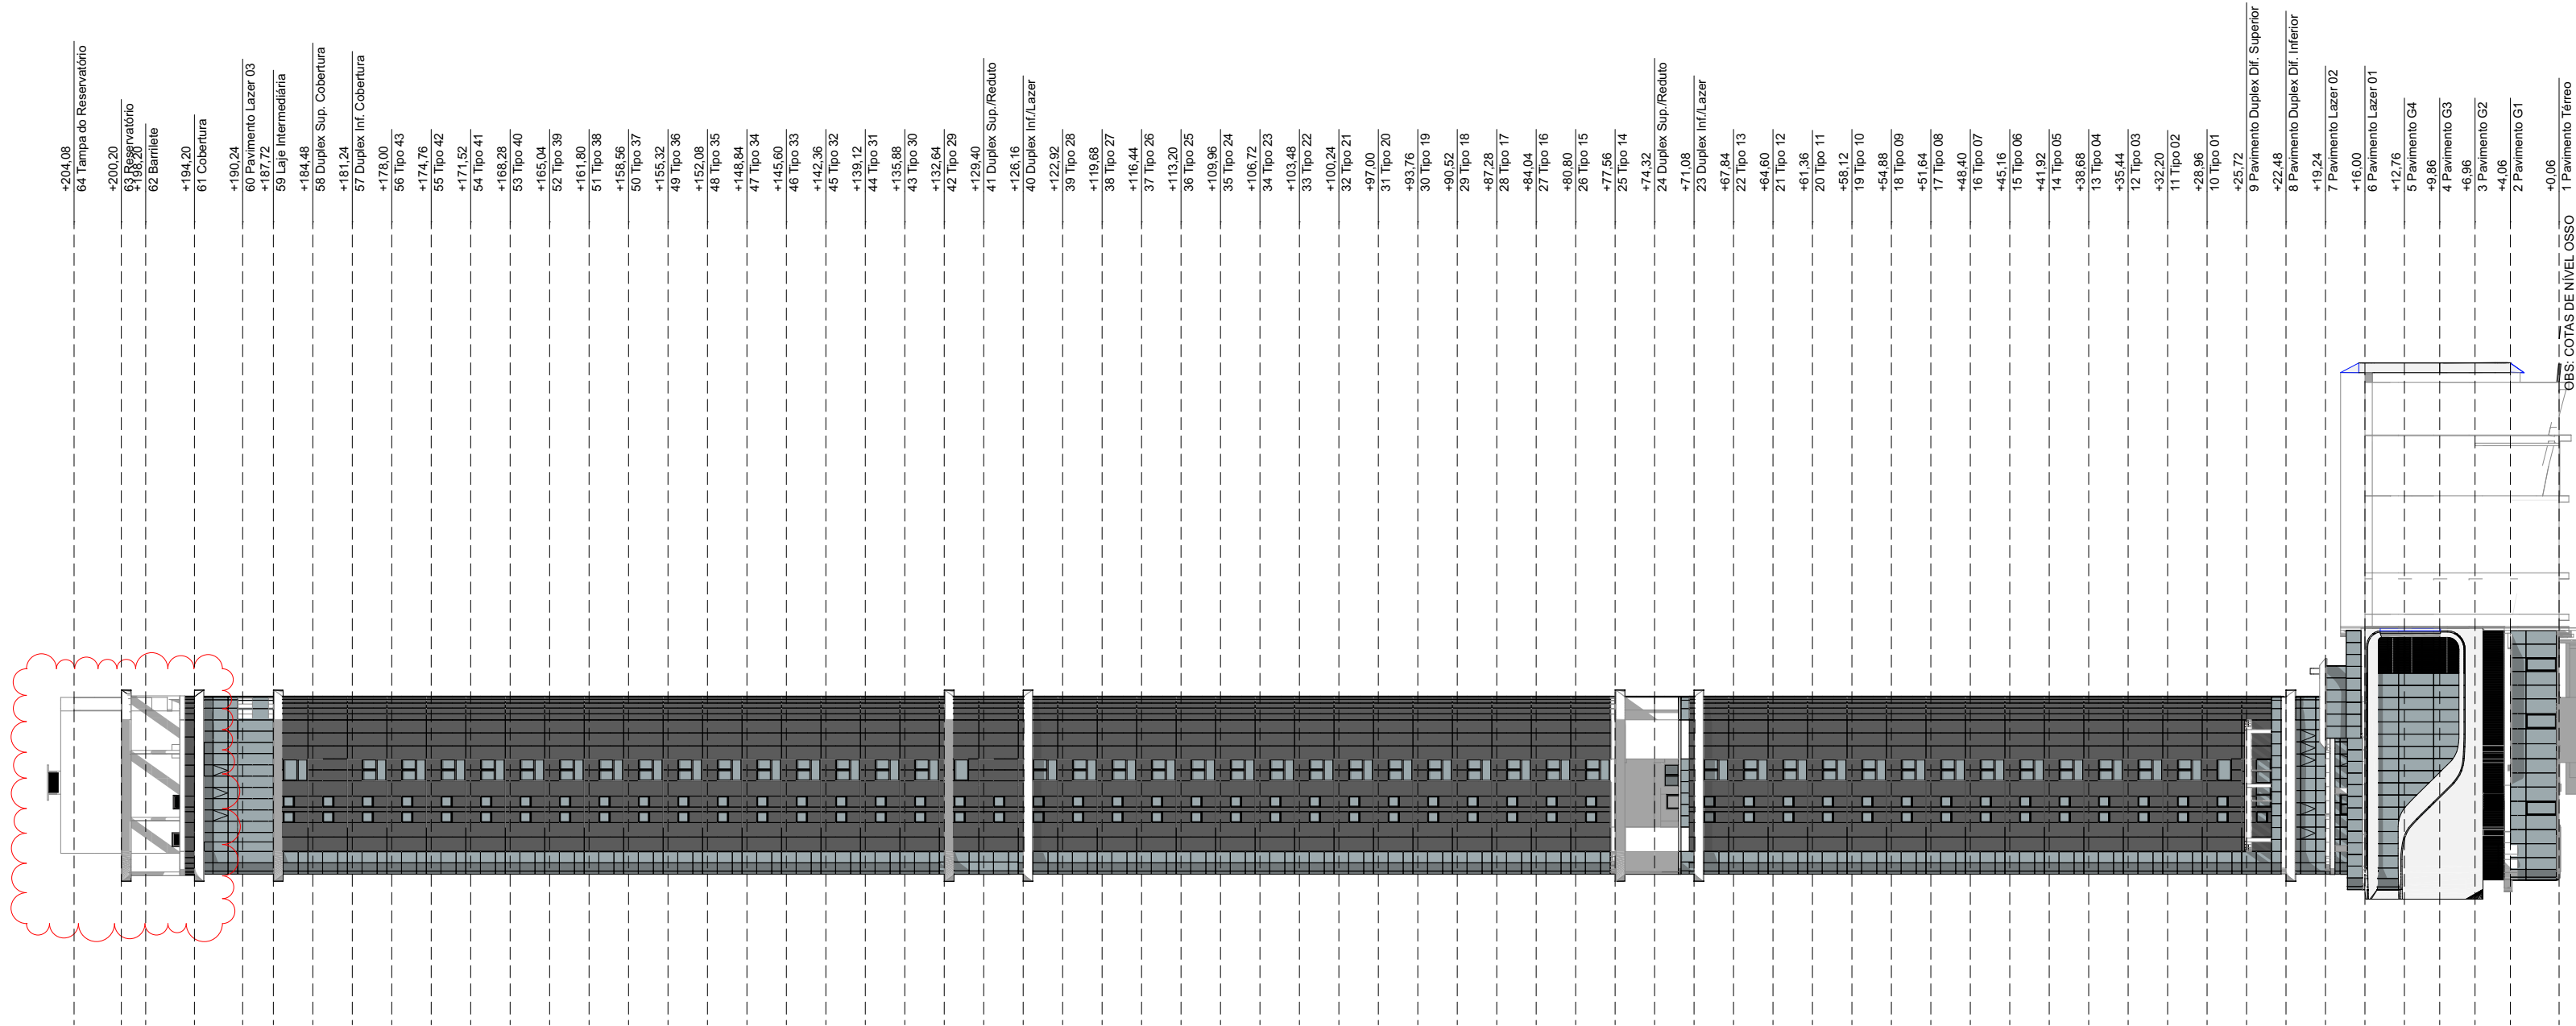 +204,08
64 Tampa do Reservatório
+200,20
63 Reservatório
+198,20
62 Barrilete
+194,20
61 Cobertura
+190,24
60 Pavimento Lazer 03
+187,72
59 Laje Intermediária
+184,48
58 Duplex Sup. Cobertura
+181,24
57 Duplex Inf. Cobertura
+178,00
56 Tipo 43
+174,76
55 Tipo 42
+171,52
54 Tipo 41
+168,28
53 Tipo 40
+165,04
52 Tipo 39
+161,80
51 Tipo 38
+158,56
50 Tipo 37
+155,32
49 Tipo 36
+152,08
48 Tipo 35
+148,84
47 Tipo 34
+145,60
46 Tipo 33
+142,36
45 Tipo 32
+139,12
44 Tipo 31
+135,88
43 Tipo 30
+132,64
42 Tipo 29
+129,40
41 Duplex Sup./Reduto
+126,16
40 Duplex Inf./Lazer
+122,92
39 Tipo 28
+119,68
38 Tipo 27
+116,44
37 Tipo 26
+113,20
36 Tipo 25
+109,96
35 Tipo 24
+106,72
34 Tipo 23
+103,48
33 Tipo 22
+100,24
32 Tipo 21
+97,00
31 Tipo 20
+93,76
30 Tipo 19
+90,52
29 Tipo 18
+87,28
28 Tipo 17
+84,04
27 Tipo 16
+80,80
26 Tipo 15
+77,56
25 Tipo 14
+74,32
24 Duplex Sup./Reduto
+71,08
23 Duplex Inf./Lazer
+67,84
22 Tipo 13
+64,60
21 Tipo 12
+61,36
20 Tipo 11
+58,12
19 Tipo 10
+54,88
18 Tipo 09
+51,64
17 Tipo 08
+48,40
16 Tipo 07
+45,16
15 Tipo 06
+41,92
14 Tipo 05
+38,68
13 Tipo 04
+35,44
12 Tipo 03
+32,20
11 Tipo 02
+28,96
10 Tipo 01
+25,72
9 Pavimento Duplex Dif. Superior
+22,48
8 Pavimento Duplex Dif. Inferior
+19,24
7 Pavimento Lazer 02
+16,00
6 Pavimento Lazer 01
+12,76
5 Pavimento G4
+9,86
4 Pavimento G3
+6,96
3 Pavimento G2
+4,06
2 Pavimento G1
+0,06
1 Pavimento Térreo
OBS: COTAS DE NÍVEL OSSO